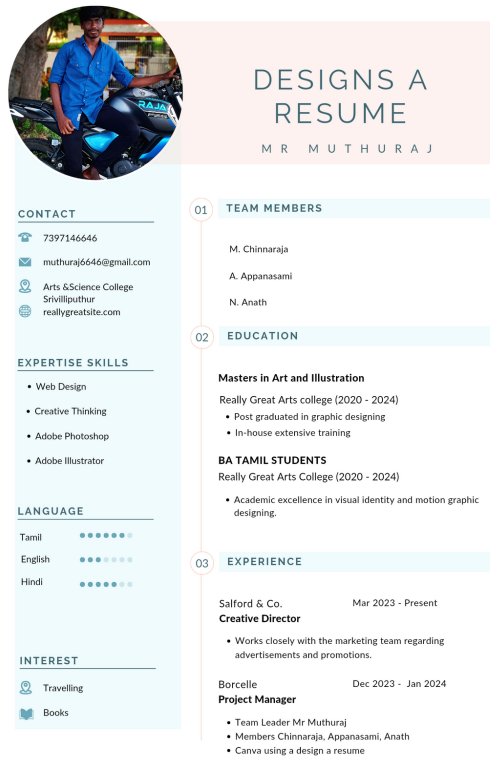 RAJA
DESIGNS A
RESUME
MR MUTHURAJ
CONTACT
7397146646
muthuraj6646@gmail.com
Arts &Science College
Srivilliputhur
reallygreatsite.com
EXPERTISE SKILLS
• Web Design
• Creative Thinking
• Adobe Photoshop
• Adobe Illustrator
LANGUAGE
Tamil
English
Hindi
INTEREST
Travelling
Books
01 TEAM MEMBERS
M. Chinnaraja
A. Appanasami
N. Anath
02 EDUCATION
Masters in Art and Illustration
Really Great Arts college (2020 - 2024)
• Post graduated in graphic designing
• In-house extensive training
BA TAMIL STUDENTS
Really Great Arts College (2020 - 2024)
• Academic excellence in visual identity and motion graphic
designing.
03 EXPERIENCE
Salford & Co. Mar 2023 - Present
Creative Director
• Works closely with the marketing team regarding
advertisements and promotions.
Borcelle Dec 2023 - Jan 2024
Project Manager
• Team Leader Mr Muthuraj
• Members Chinnaraja, Appanasami, Anath
• Canva using a design a resume